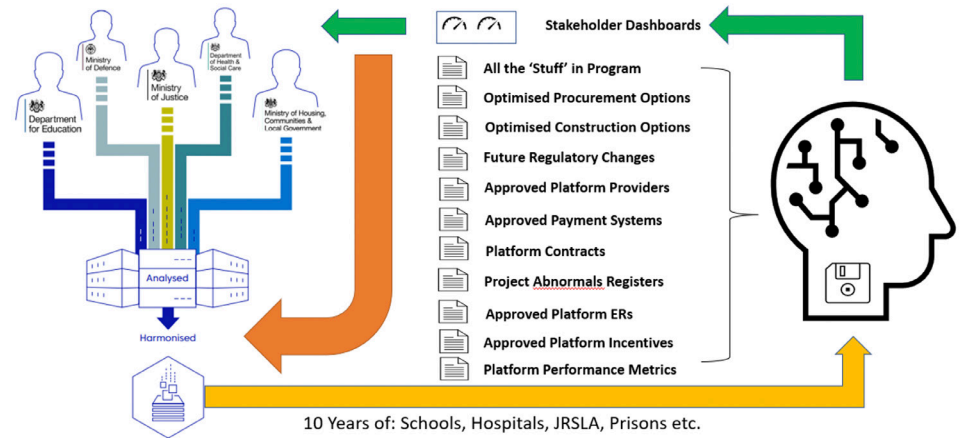 Ministry
of Defence
Department
of Health &
Social Care
Ministry
of Justice
Department
for Education
Ministry of Housing,
Communities &
Local Government
Analysed
Harmonised
Stakeholder Dashboards
All the ‘Stuff’ in Program
Optimised Procurement Options
Optimised Construction Options
Future Regulatory Changes
Approved Platform Providers
Approved Payment Systems
Platform Contracts
Project Abnormals Registers
Approved Platform ERs
Approved Platform Incentives
Platform Performance Metrics
10 Years of: Schools, Hospitals, JRSLA, Prisons etc.